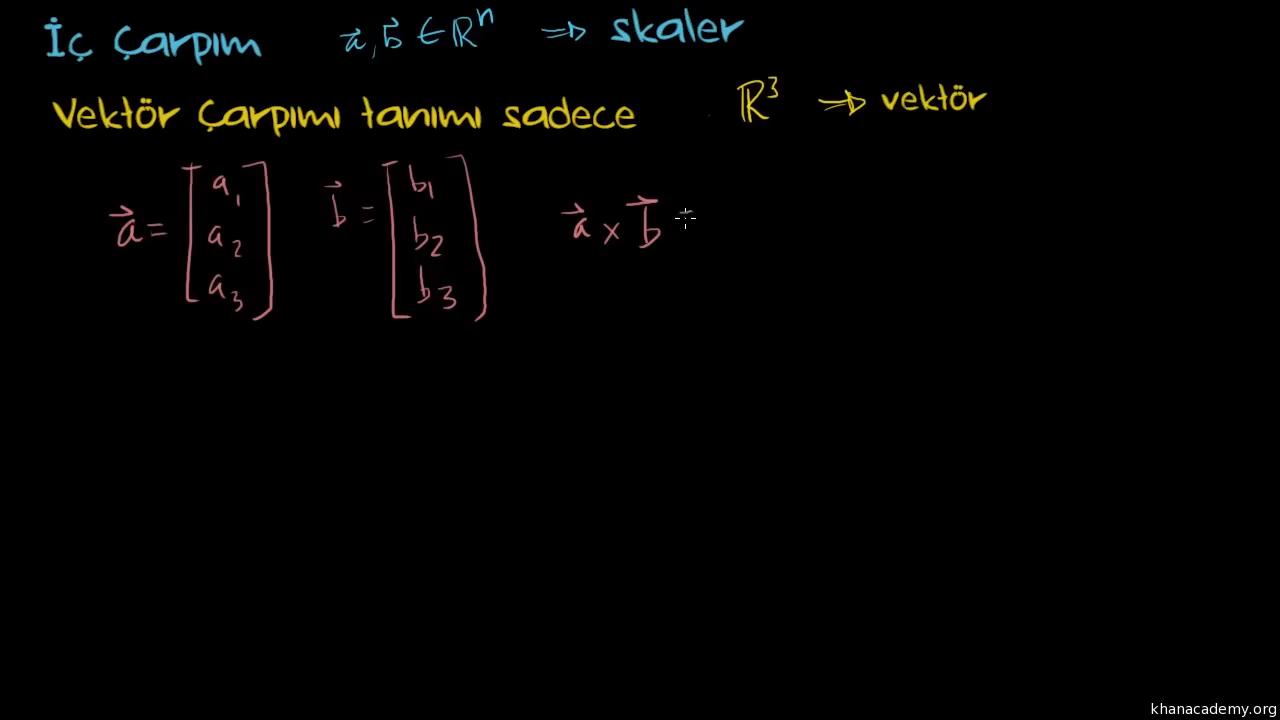 İç Çarpım a⃗, b⃗ ∈ ℝⁿ ⇒ skaler
Vektör Çarpımı tanımı sadece ℝ³ ⇒ vektör
a⃗ = [a₁ a₂ a₃] b⃗ = [b₁ b₂ b₃] a⃗ × b⃗
khanacademy.org